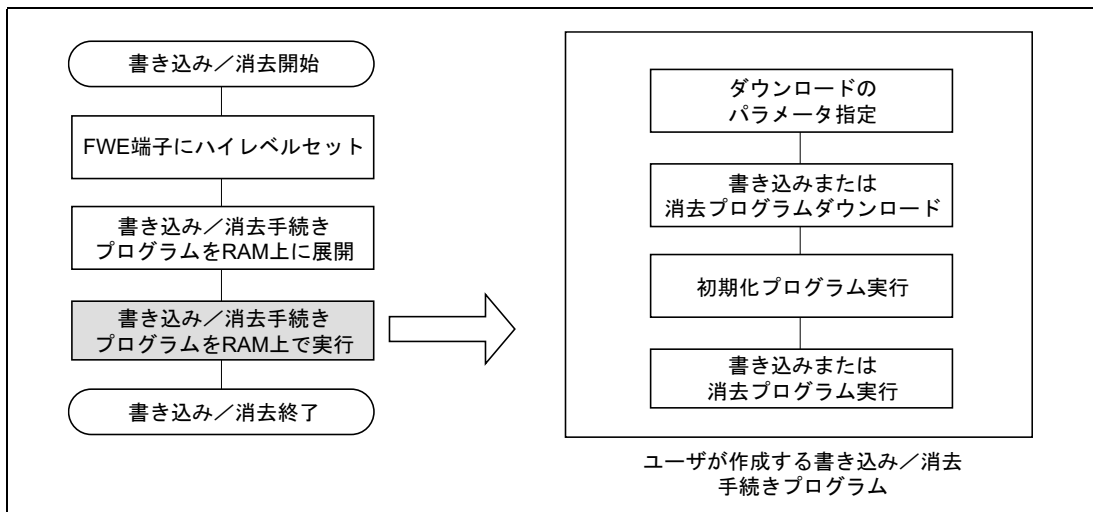 書き込み／消去開始
FWE端子にハイレベルセット
書き込み／消去手続き
プログラムをRAM上に展開
書き込み／消去手続き
プログラムをRAM上で実行
書き込み／消去終了
ダウンロードの
パラメータ指定
書き込みまたは
消去プログラムダウンロード
初期化プログラム実行
書き込みまたは
消去プログラム実行
ユーザが作成する書き込み／消去
手続きプログラム